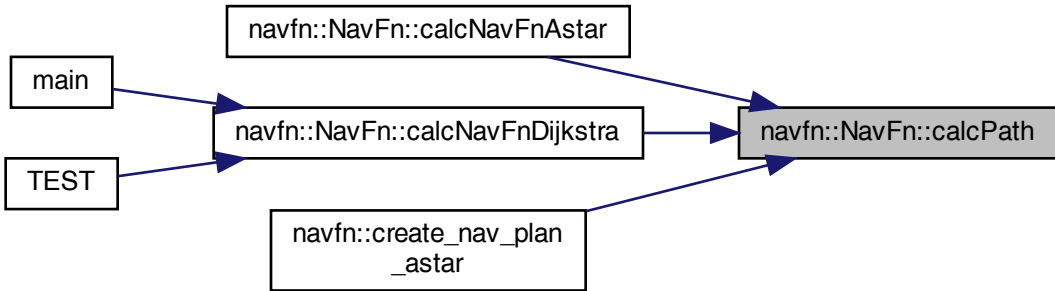 navfn::NavFn::calcNavFnAstar
main
navfn::NavFn::calcNavFnDijkstra
navfn::NavFn::calcPath
TEST
navfn::create_nav_plan
_astar